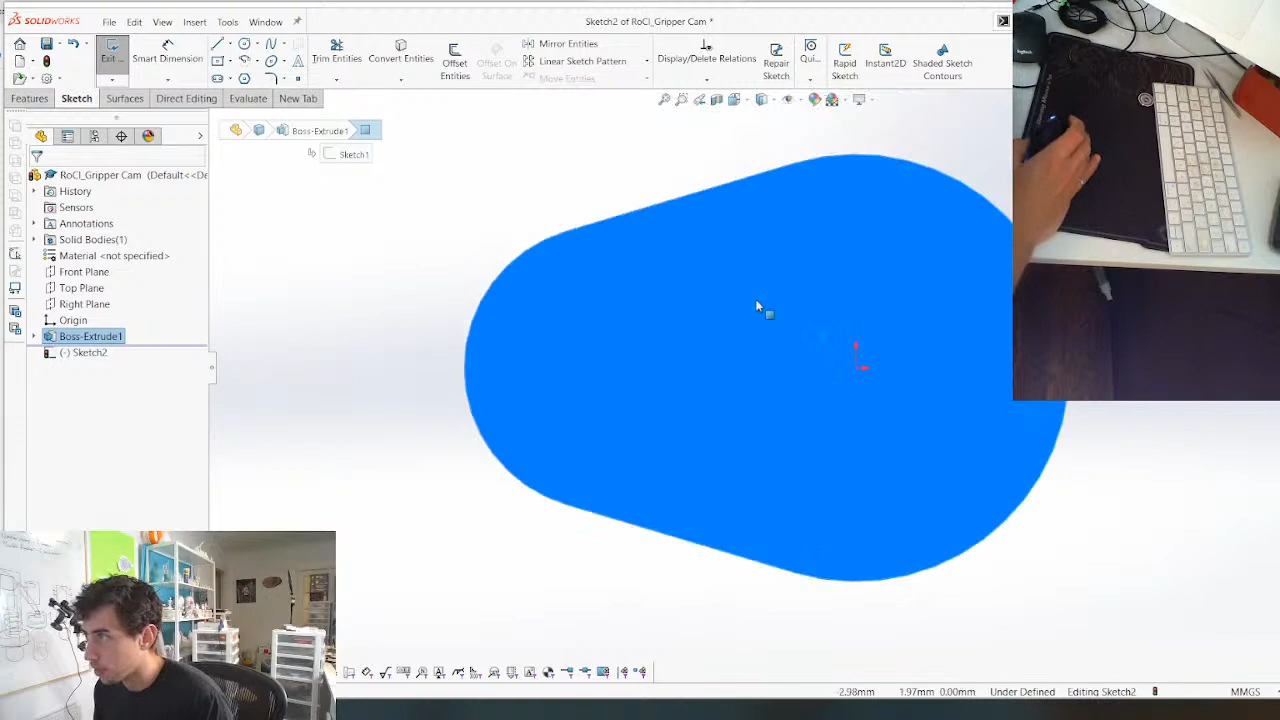 SOLIDWORKS File Edit View Insert Tools Window Sketch2 of RoCI_Gripper Cam *
Exit ... Smart Dimension Trim Entities Convert Entities Offset Entities Offset On Surface Mirror Entities Linear Sketch Pattern Move Entities Display/Delete Relations Repair Sketch Qui... Rapid Sketch Instant2D Shaded Sketch Contours
Features Sketch Surfaces Direct Editing Evaluate New Tab
Boss-Extrude1
Sketch1
RoCI_Gripper Cam (Default<<De
History
Sensors
Annotations
Solid Bodies(1)
Material <not specified>
Front Plane
Top Plane
Right Plane
Origin
Boss-Extrude1
(-) Sketch2
-2.98mm 1.97mm 0.00mm Under Defined Editing Sketch2 MMGS